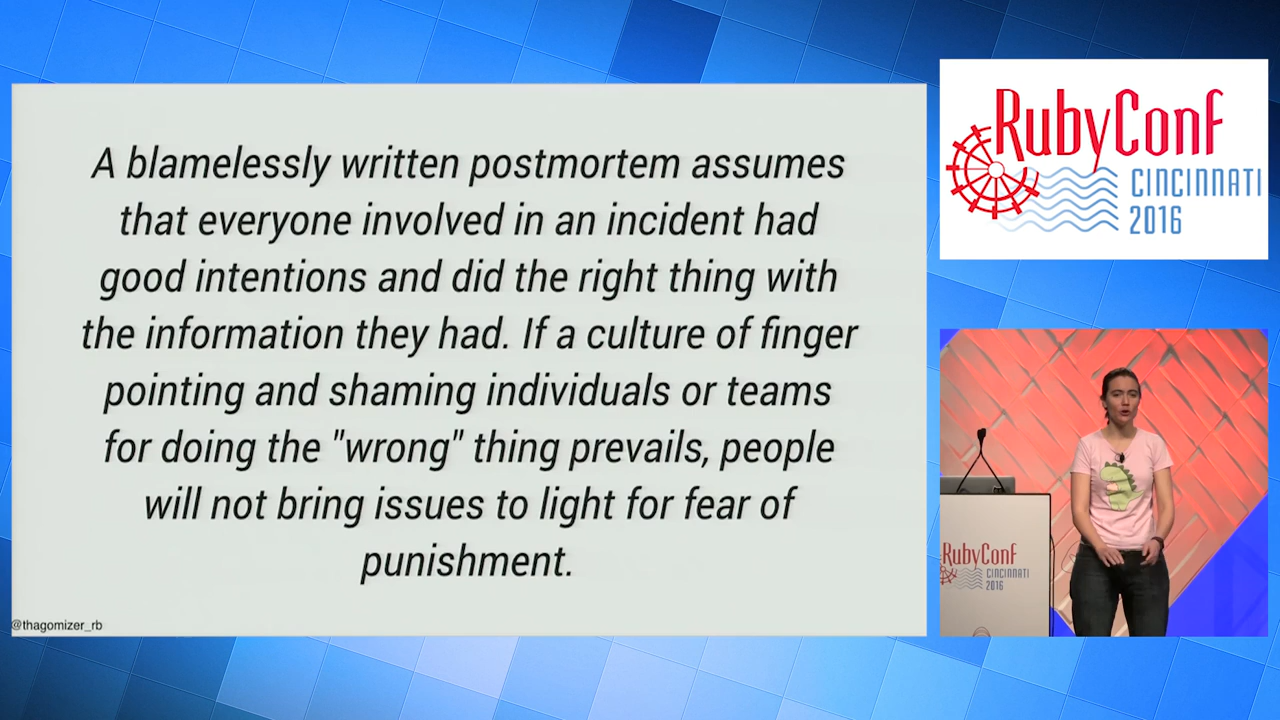 A blamelessly written postmortem assumes
that everyone involved in an incident had
good intentions and did the right thing with
the information they had. If a culture of finger
pointing and shaming individuals or teams
for doing the "wrong" thing prevails, people
will not bring issues to light for fear of
punishment.
@thagomizer_rb
RubyConf
CINCINNATI
2016
RubyConf
CINCINNATI
2016